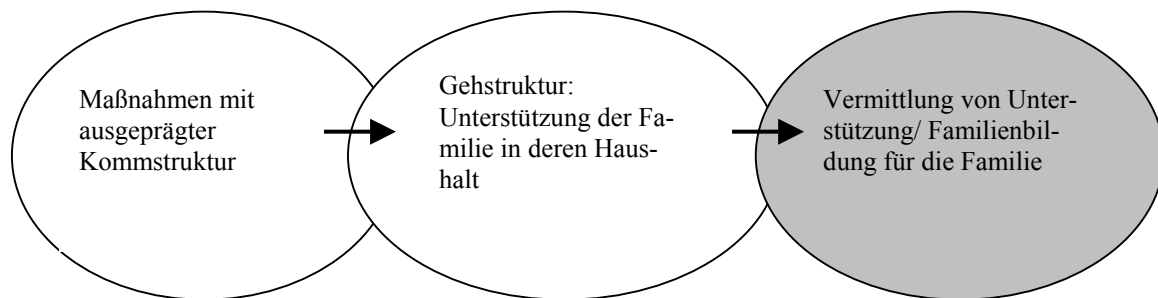 Maßnahmen mit
ausgeprägter
Kommstruktur
Gehstruktur:
Unterstützung der Fa-
milie in deren Haus-
halt
Vermittlung von Unter-
stützung/ Familienbil-
dung für die Familie